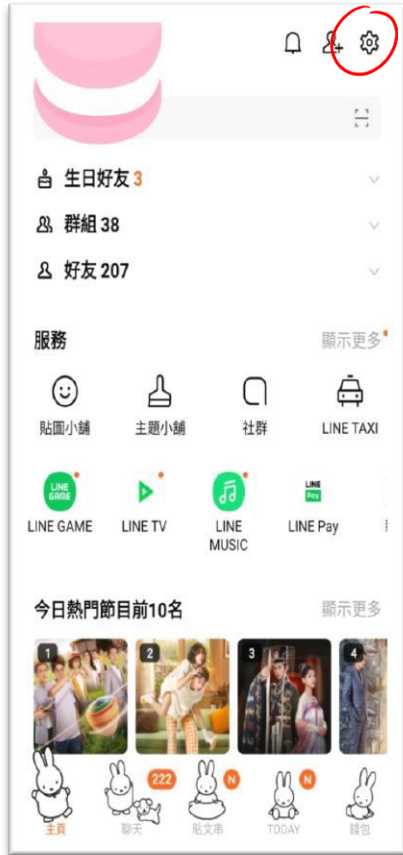 生日好友 3
群組 38
好友 207
服務
顯示更多
貼圖小舖
主題小舖
社群
LINE TAXI
LINE GAME
LINE Pay
LINE GAME
LINE TV
LINE MUSIC
LINE Pay
今日熱門節目前10名
顯示更多
1
2
3
4
222
N
N
主頁
聊天
貼文串
TODAY
錢包